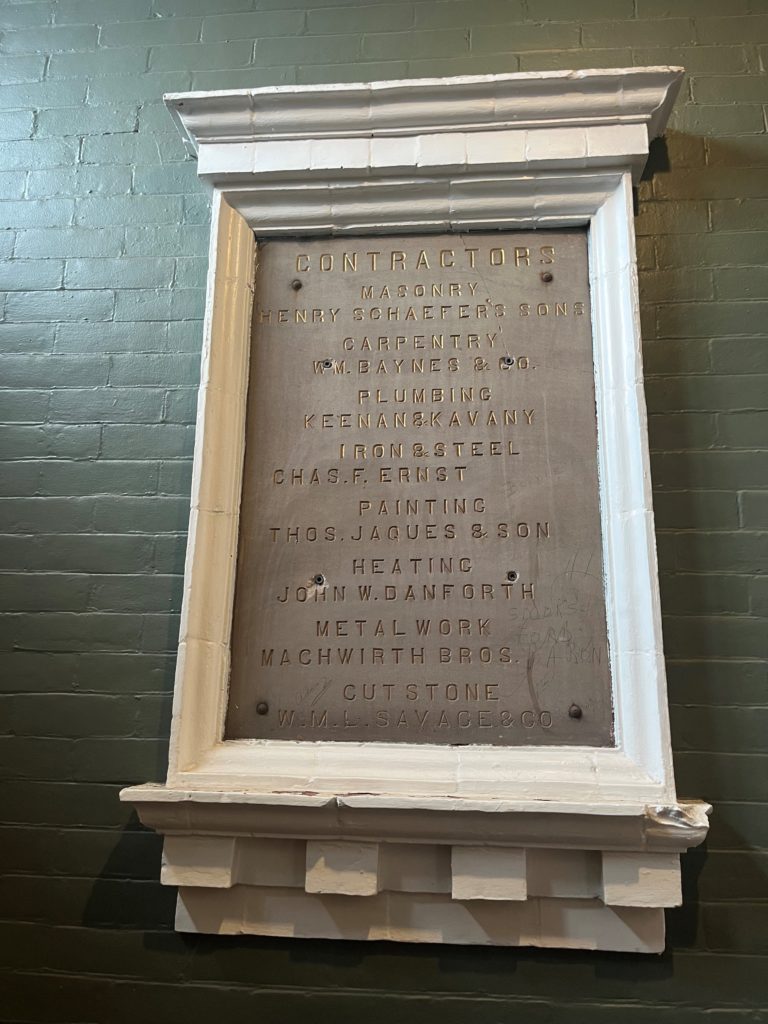 CONTRACTORS
MASONRY
HENRY SCHAEFER'S SONS
CARPENTRY
WM. BAYNES & CO.
PLUMBING
KEENAN & KAVANY
IRON & STEEL
CHAS. F. ERNST
PAINTING
THOS. JAQUES & SON
HEATING
JOHN W. DANFORTH
METAL WORK
MACHWIRTH BROS.
CUT STONE
W.M.L. SAVAGE & CO